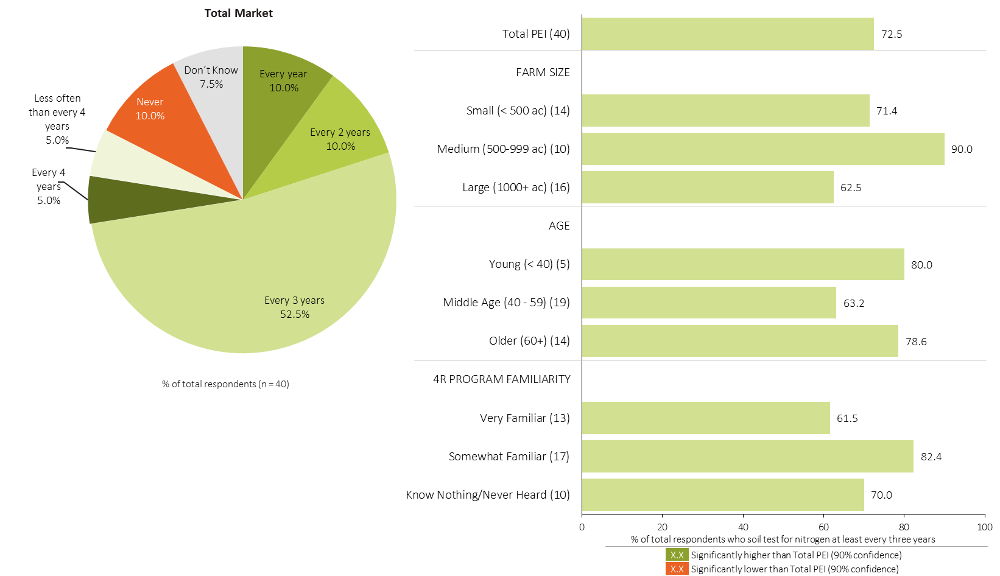 Total Market
Don't Know
7.5%
Every year
10.0%
Every 2 years
10.0%
Never
10.0%
Less often
than every 4
years
5.0%
Every 4
years
5.0%
Every 3 years
52.5%
% of total respondents (n = 40)
Total PEI (40) 72.5
FARM SIZE
Small (< 500 ac) (14) 71.4
Medium (500-999 ac) (10) 90.0
Large (1000+ ac) (16) 62.5
AGE
Young (< 40) (5) 80.0
Middle Age (40 - 59) (19) 63.2
Older (60+) (14) 78.6
4R PROGRAM FAMILIARITY
Very Familiar (13) 61.5
Somewhat Familiar (17) 82.4
Know Nothing/Never Heard (10) 70.0
0 20 40 60 80 100
% of total respondents who soil test for nitrogen at least every three years
X.X Significantly higher than Total PEI (90% confidence)
X.X Significantly lower than Total PEI (90% confidence)